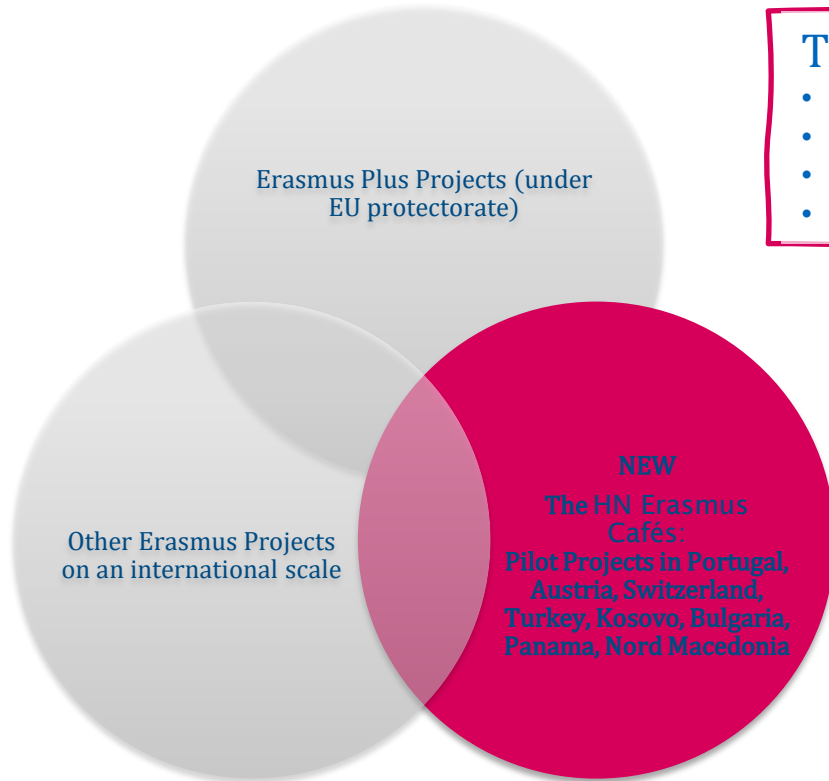 Erasmus Plus Projects (under
EU protectorate)
T
•
•
•
•
Other Erasmus Projects
on an international scale
NEW
The HN Erasmus
Cafés:
Pilot Projects in Portugal,
Austria, Switzerland,
Turkey, Kosovo, Bulgaria,
Panama, Nord Macedonia